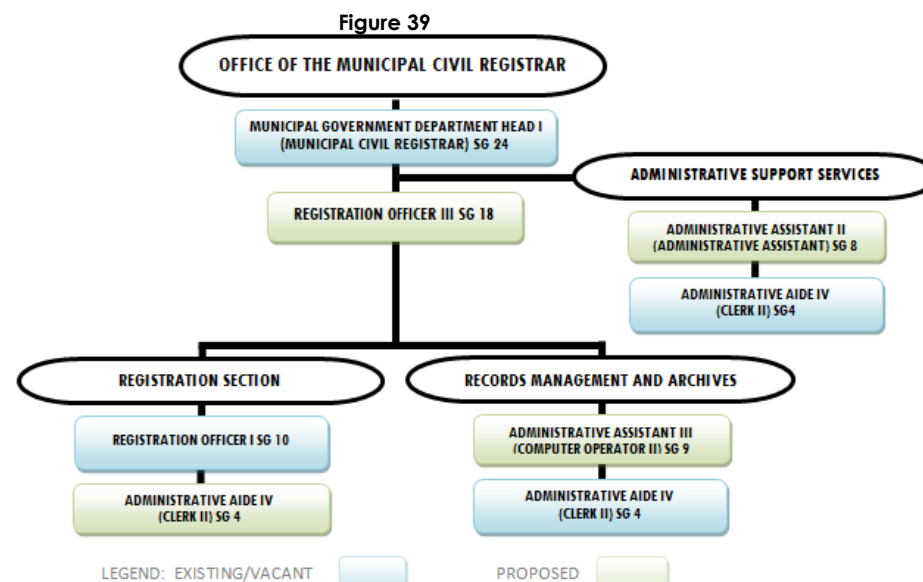 Figure 39
OFFICE OF THE MUNICIPAL CIVIL REGISTRAR
MUNICIPAL GOVERNMENT DEPARTMENT HEAD I
(MUNICIPAL CIVIL REGISTRAR) SG 24
ADMINISTRATIVE SUPPORT SERVICES
REGISTRATION OFFICER III SG 18
ADMINISTRATIVE ASSISTANT II
(ADMINISTRATIVE ASSISTANT) SG 8
ADMINISTRATIVE AIDE IV
(CLERK II) SG4
REGISTRATION SECTION
RECORDS MANAGEMENT AND ARCHIVES
REGISTRATION OFFICER I SG 10
ADMINISTRATIVE ASSISTANT III
(COMPUTER OPERATOR II) SG 9
ADMINISTRATIVE AIDE IV
(CLERK II) SG 4
ADMINISTRATIVE AIDE IV
(CLERK II) SG 4
LEGEND: EXISTING/VACANT
PROPOSED